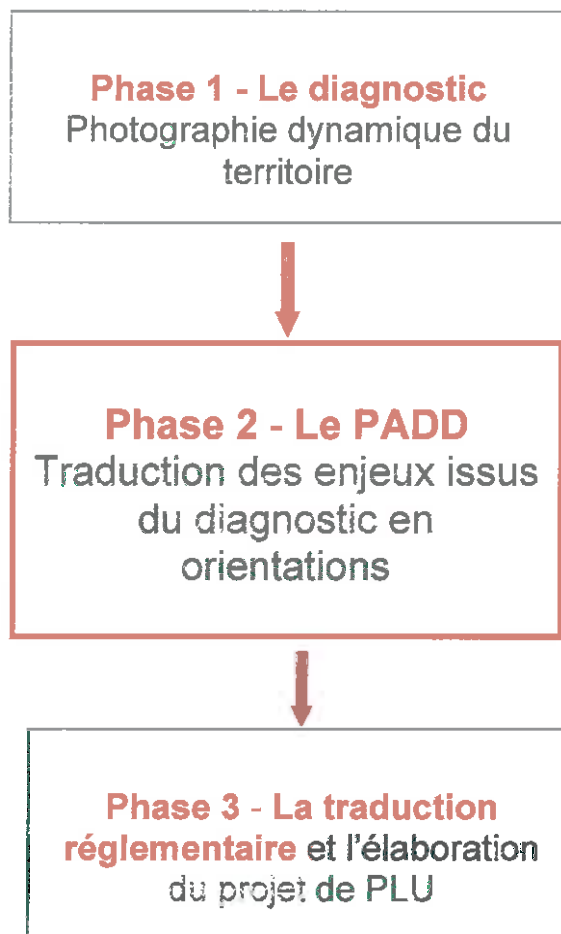 Phase 1 - Le diagnostic
Photographie dynamique du
territoire
Phase 2 - Le PADD
Traduction des enjeux issus
du diagnostic en
orientations
Phase 3 - La traduction
réglementaire et l'élaboration
du projet de PLU